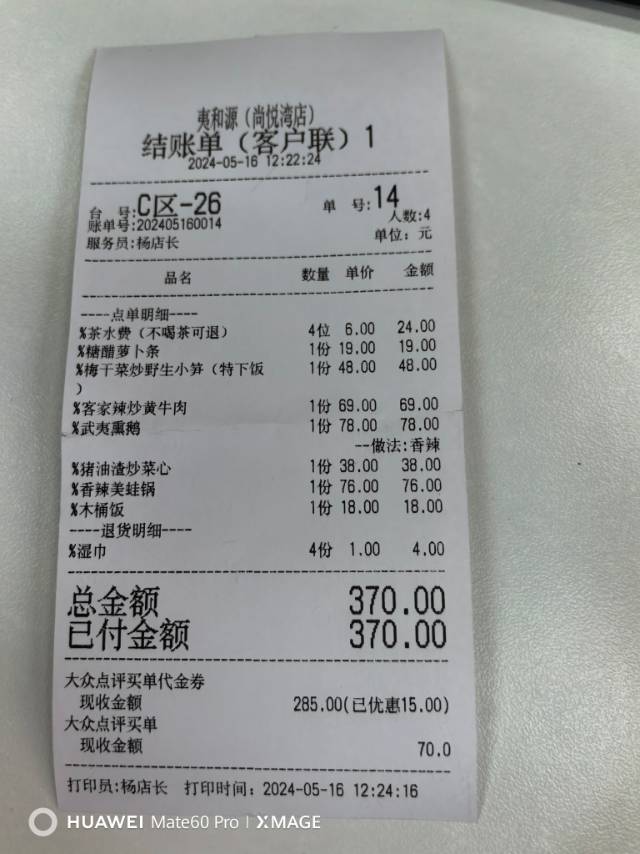 夷和源（尚悦湾店）
结账单（客户联）1
2024-05-16 12:22:24
台 号:C区-26 单 号:14
账单号:202405160014 人数:4
服务员:杨店长 单位：元
品名 数量 单价 金额
----点单明细----
%茶水费（不喝茶可退） 4位 6.00 24.00
%糖醋萝卜条 1份 19.00 19.00
%梅干菜炒野生小笋（特下饭 1份 48.00 48.00
）
%客家辣炒黄牛肉 1份 69.00 69.00
%武夷熏鹅 1份 78.00 78.00
--做法:香辣
%猪油渣炒菜心 1份 38.00 38.00
%香辣美蛙锅 1份 76.00 76.00
%木桶饭 1份 18.00 18.00
----退货明细----
%湿巾 4份 1.00 4.00
总金额 370.00
已付金额 370.00
大众点评买单代金券
现收金额 285.00(已优惠15.00)
大众点评买单
现收金额 70.0
打印员:杨店长 打印时间：2024-05-16 12:24:16
HUAWEI Mate60 Pro | XMAGE